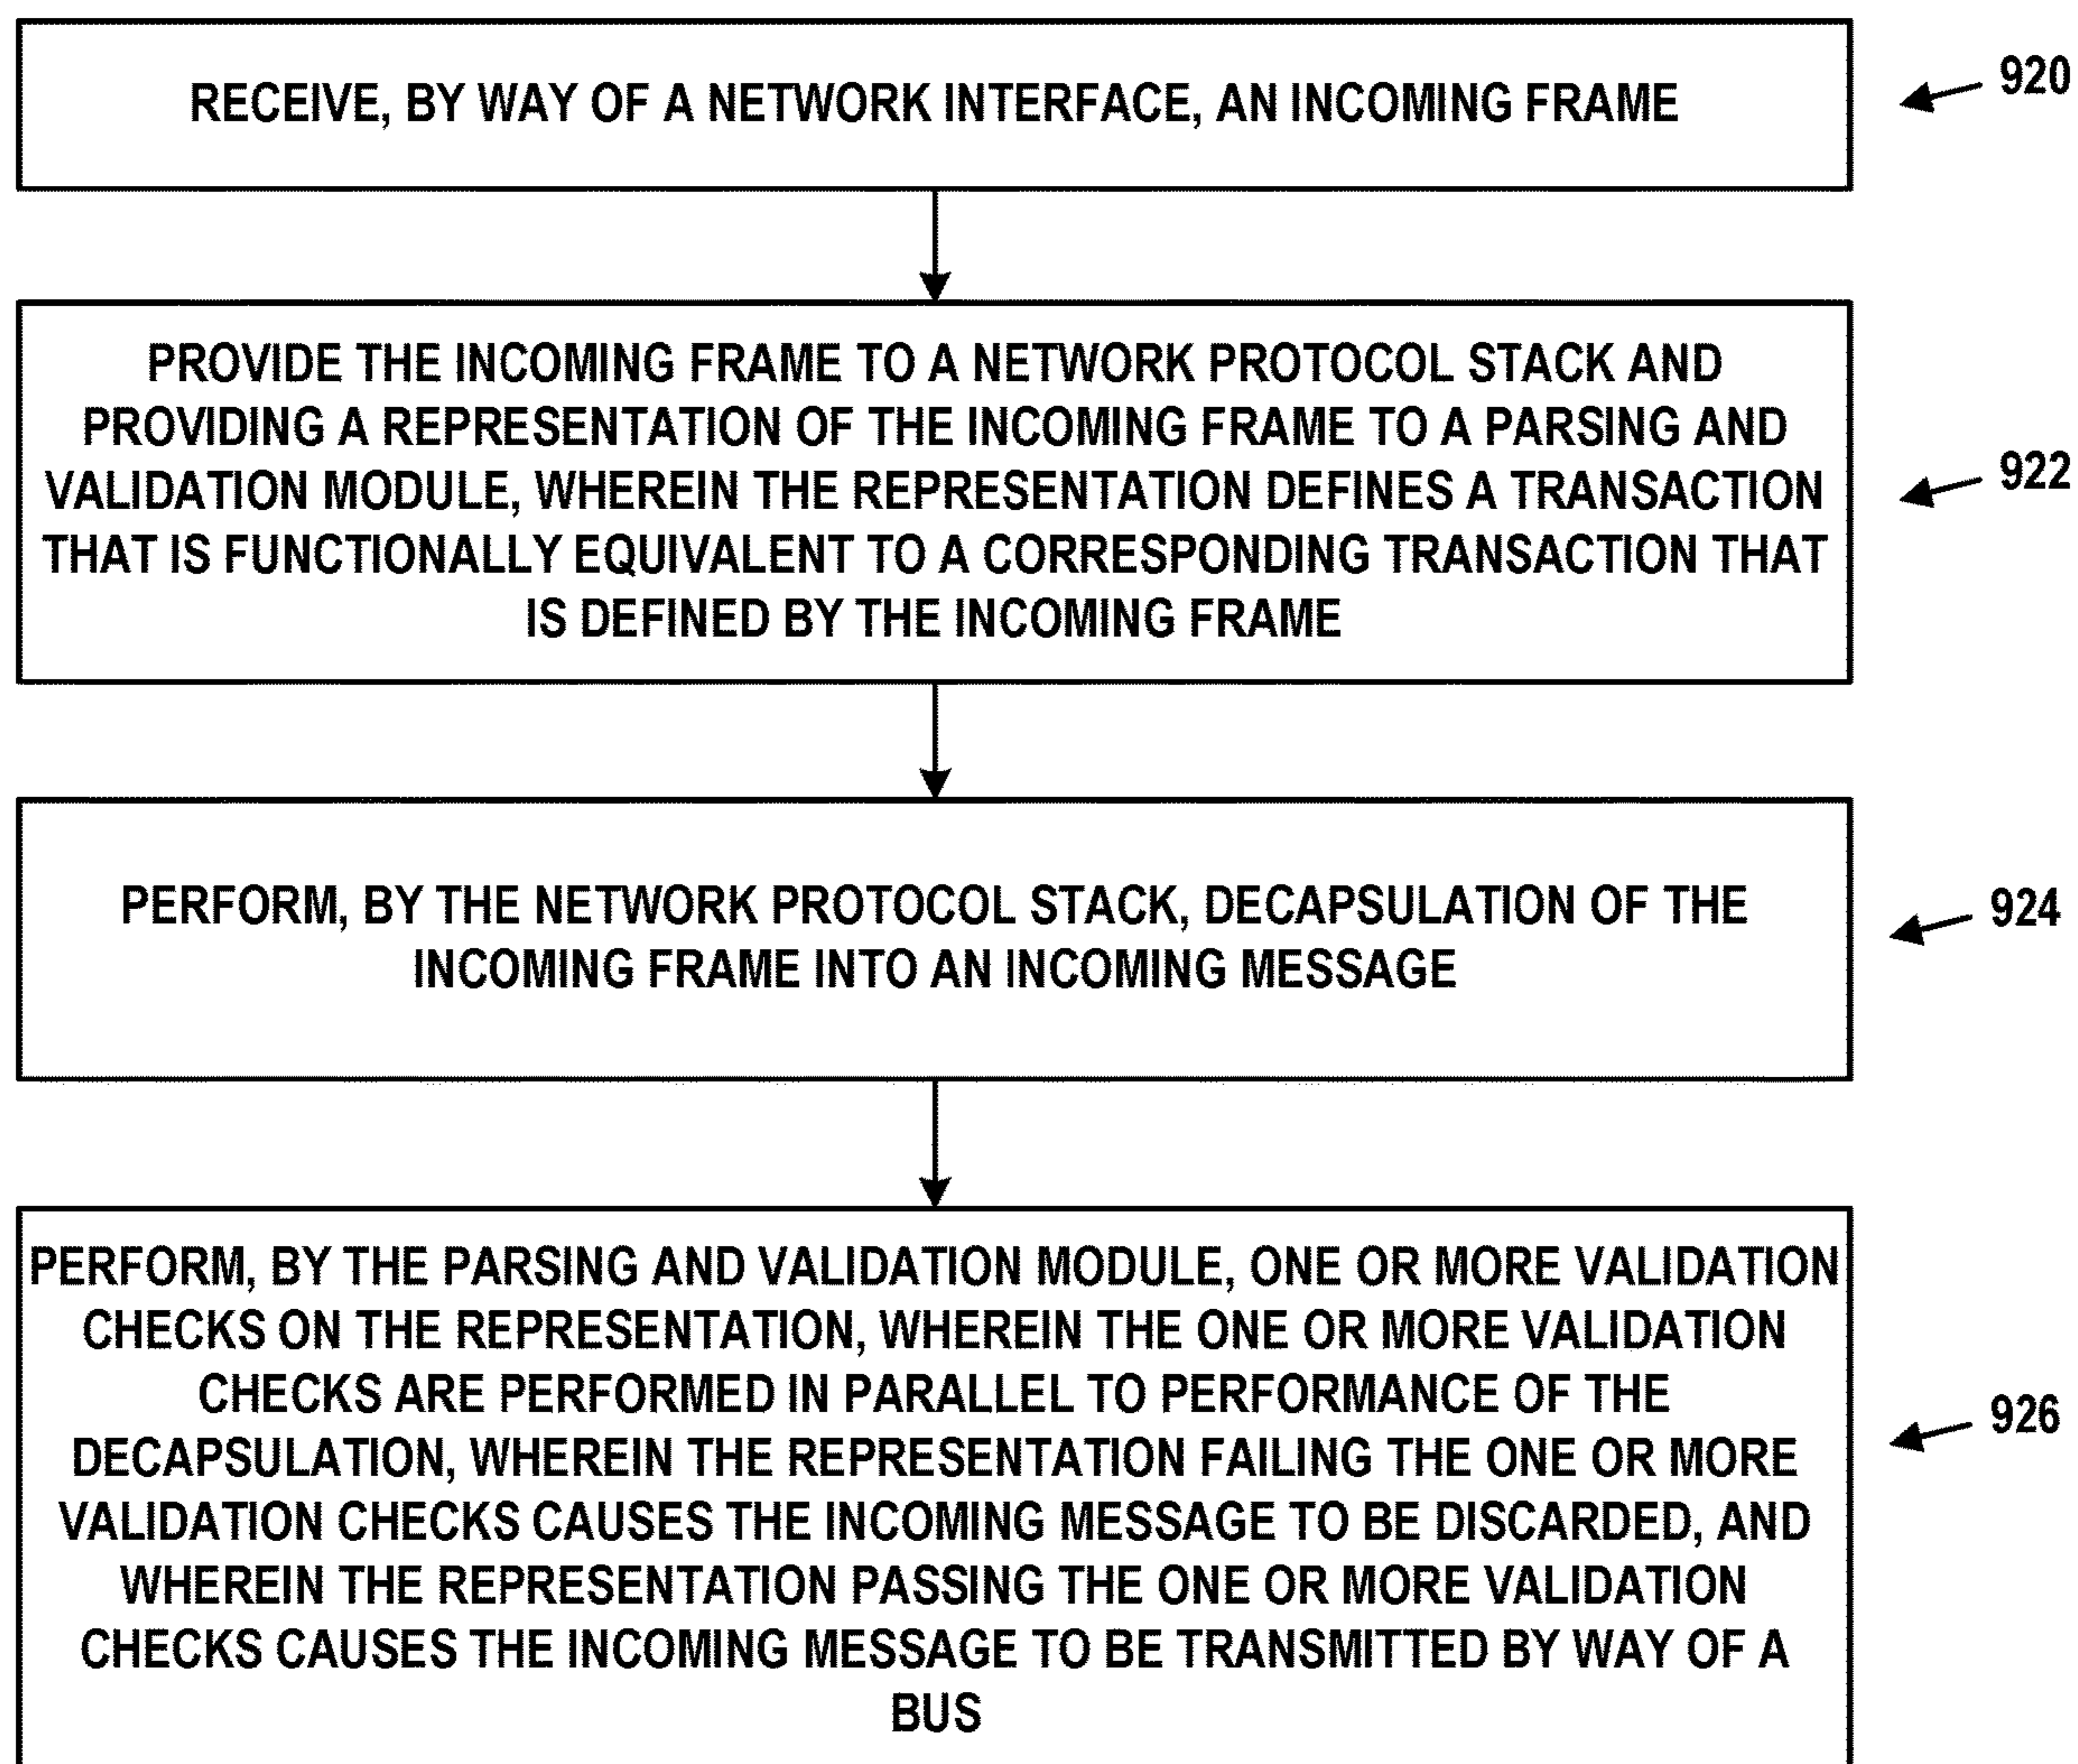 RECEIVE, BY WAY OF A NETWORK INTERFACE, AN INCOMING FRAME
920
PROVIDE THE INCOMING FRAME TO A NETWORK PROTOCOL STACK AND
PROVIDING A REPRESENTATION OF THE INCOMING FRAME TO A PARSING AND
VALIDATION MODULE, WHEREIN THE REPRESENTATION DEFINES A TRANSACTION
THAT IS FUNCTIONALLY EQUIVALENT TO A CORRESPONDING TRANSACTION THAT
IS DEFINED BY THE INCOMING FRAME
922
PERFORM, BY THE NETWORK PROTOCOL STACK, DECAPSULATION OF THE
INCOMING FRAME INTO AN INCOMING MESSAGE
924
PERFORM, BY THE PARSING AND VALIDATION MODULE, ONE OR MORE VALIDATION
CHECKS ON THE REPRESENTATION, WHEREIN THE ONE OR MORE VALIDATION
CHECKS ARE PERFORMED IN PARALLEL TO PERFORMANCE OF THE
DECAPSULATION, WHEREIN THE REPRESENTATION FAILING THE ONE OR MORE
VALIDATION CHECKS CAUSES THE INCOMING MESSAGE TO BE DISCARDED, AND
WHEREIN THE REPRESENTATION PASSING THE ONE OR MORE VALIDATION
CHECKS CAUSES THE INCOMING MESSAGE TO BE TRANSMITTED BY WAY OF A
BUS
926